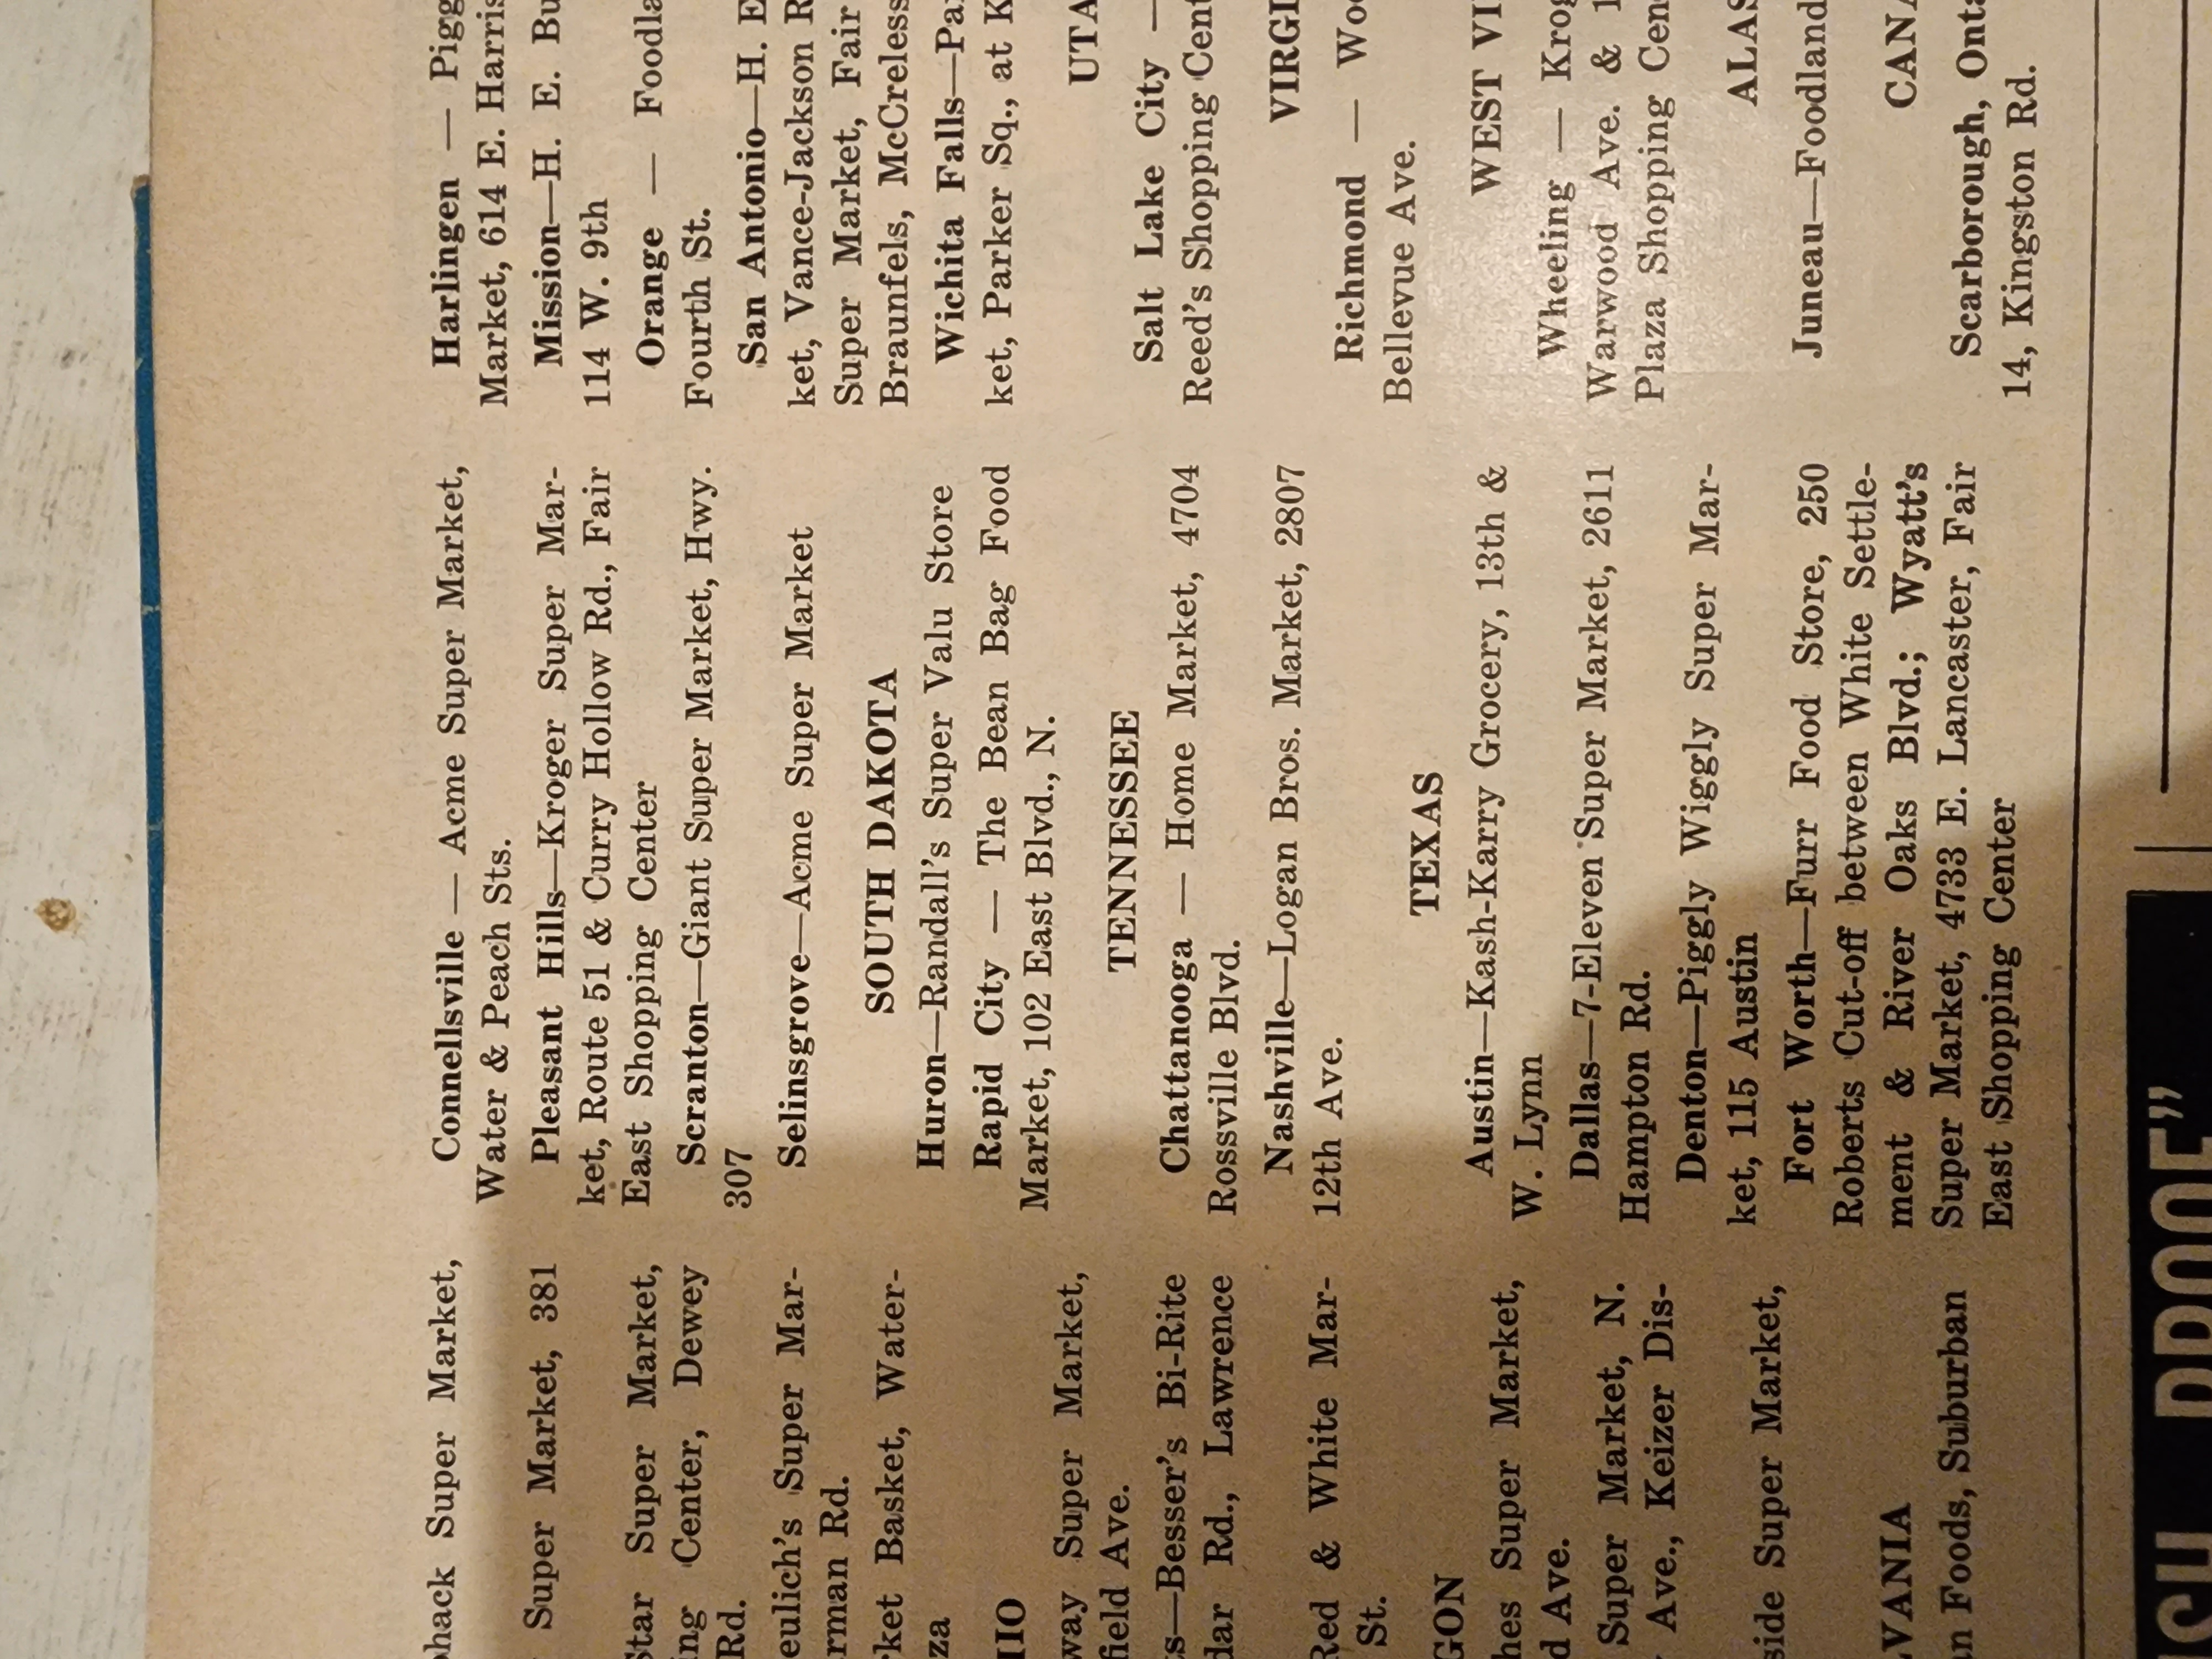 phack Super Market,
Super Market, 381
Star Super Market,
ing Center, Dewey
Rd.
eulich's Super Mar-
rman Rd.
rket Basket, Water-
za
HIO
way Super Market,
field Ave.
ts—Besser's Bi-Rite
dar Rd., Lawrence
Red & White Mar-
St.
GON
hes Super Market,
d Ave.
Super Market, N.
Ave., Keizer Dis-
side Super Market,
VANIA
an Foods, Suburban
Connellsville — Acme Super Market,
Water & Peach Sts.
Pleasant Hills—Kroger Super Mar-
ket, Route 51 & Curry Hollow Rd., Fair
East Shopping Center
Scranton—Giant Super Market, Hwy.
307
Selinsgrove—Acme Super Market
SOUTH DAKOTA
Huron—Randall's Super Valu Store
Rapid City — The Bean Bag Food
Market, 102 East Blvd., N.
TENNESSEE
Chattanooga — Home Market, 4704
Rossville Blvd.
Nashville—Logan Bros. Market, 2807
12th Ave.
TEXAS
Austin—Kash-Karry Grocery, 13th &
W. Lynn
Dallas—7-Eleven Super Market, 2611
Hampton Rd.
Denton—Piggly Wiggly Super Mar-
ket, 115 Austin
Fort Worth—Furr Food Store, 250
Roberts Cut-off between White Settle-
ment & River Oaks Blvd.; Wyatt's
Super Market, 4733 E. Lancaster, Fair
East Shopping Center
Harlingen — Pigg
Market, 614 E. Harris
Mission—H. E. Bu
114 W. 9th
Orange — Foodla
Fourth St.
San Antonio—H. E
ket, Vance-Jackson R
Super Market, Fair
Braunfels, McCreless
Wichita Falls—Par
ket, Parker Sq., at K
UTA
Salt Lake City —
Reed's Shopping Cent
VIRGI
Richmond — Woo
Bellevue Ave.
WEST VI
Wheeling — Krog
Warwood Ave. & 1
Plaza Shopping Cen
ALAS
Juneau—Foodland
CANA
Scarborough, Onta
14, Kingston Rd.
SH PROOF"